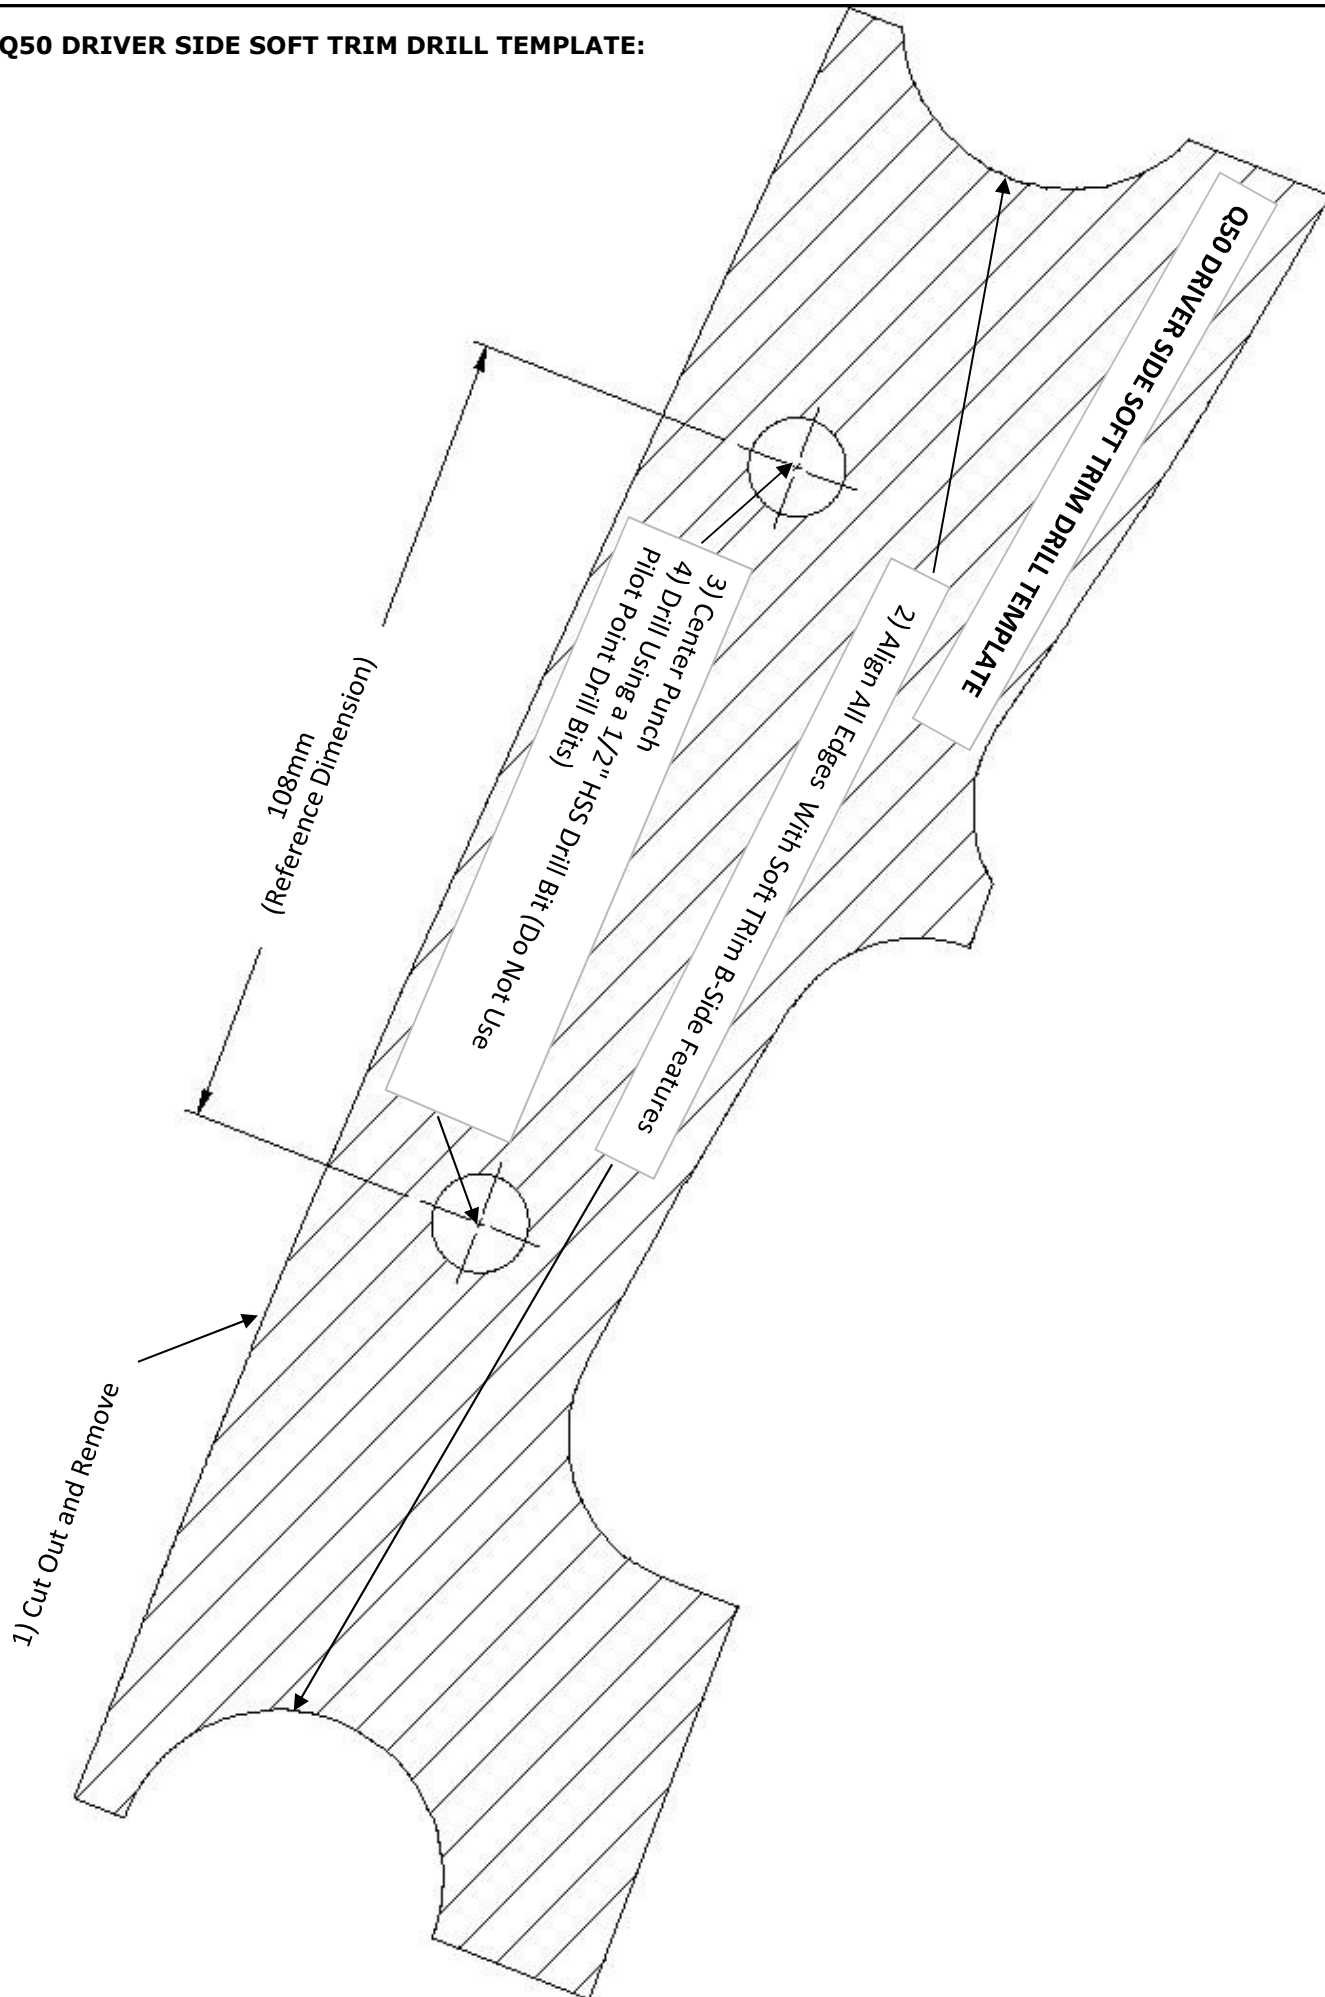 Q50 DRIVER SIDE SOFT TRIM DRILL TEMPLATE:
Q50 DRIVER SIDE SOFT TRIM DRILL TEMPLATE
2) Align All Edges With Soft TRim B-Side Features
3) Center Punch
4) Drill Using a 1/2" HSS Drill Bit (Do Not Use
Pilot Point Drill Bits)
108mm
(Reference Dimension)
1) Cut Out and Remove